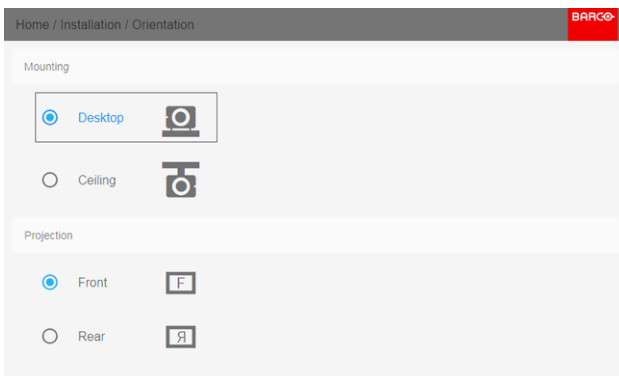 Home / Installation / Orientation
BARCO
Mounting
Desktop
Ceiling
Projection
Front
F
Rear
Я